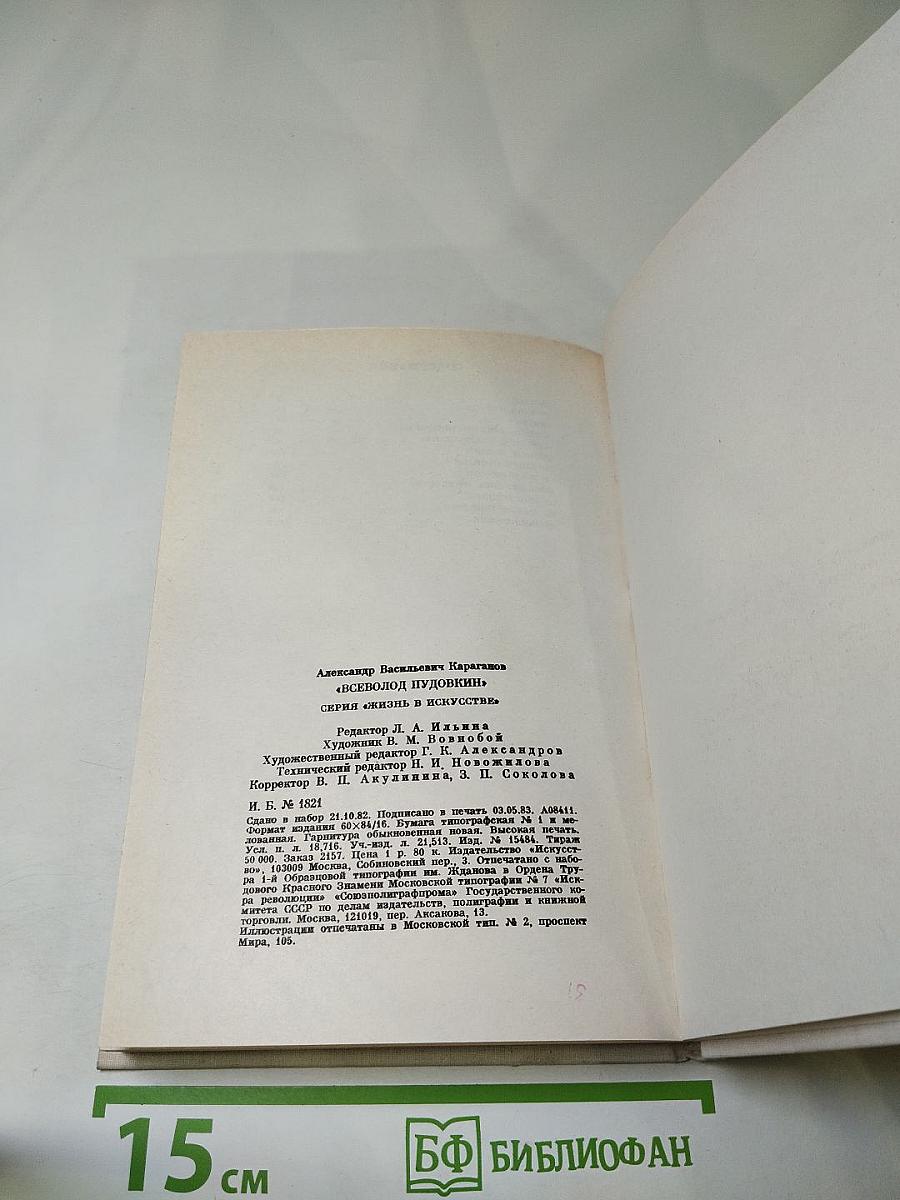 Александр Васильевич Караганов
«ВСЕВОЛОД ПУДОВКИН»
СЕРИЯ «ЖИЗНЬ В ИСКУССТВЕ»
Редактор Л. А. Ильина
Художник В. М. Вовнобой
Художественный редактор Г. К. Александров
Технический редактор Н. И. Новожилова
Корректор В. П. Акулинина, З. П. Соколова
И. Б. № 1821
Сдано в набор 21.10.82. Подписано в печать 03.05.83. А08411.
Формат издания 60×84/16. Бумага типографская № 1 и ме-
лованная. Гарнитура обыкновенная новая. Высокая печать.
Усл. п. л. 18,716. Уч.-изд. л. 21,513. Изд. № 15484. Тираж
50 000. Заказ 2157. Цена 1 р. 80 к. Издательство «Искусст-
во», 103009 Москва, Собиновский пер., 3. Отпечатано с набо-
ра 1-й Образцовой типографии им. Жданова в Ордена Тру-
дового Красного Знамени Московской типографии № 7 «Иск-
ра революции» «Союзполиграфпрома» Государственного ко-
митета СССР по делам издательств, полиграфии и книжной
торговли. Москва, 121019, пер. Аксакова, 13.
Иллюстрации отпечатаны в Московской тип. № 2, проспект
Мира, 105.
15 см
БФ БИБЛИОФАН